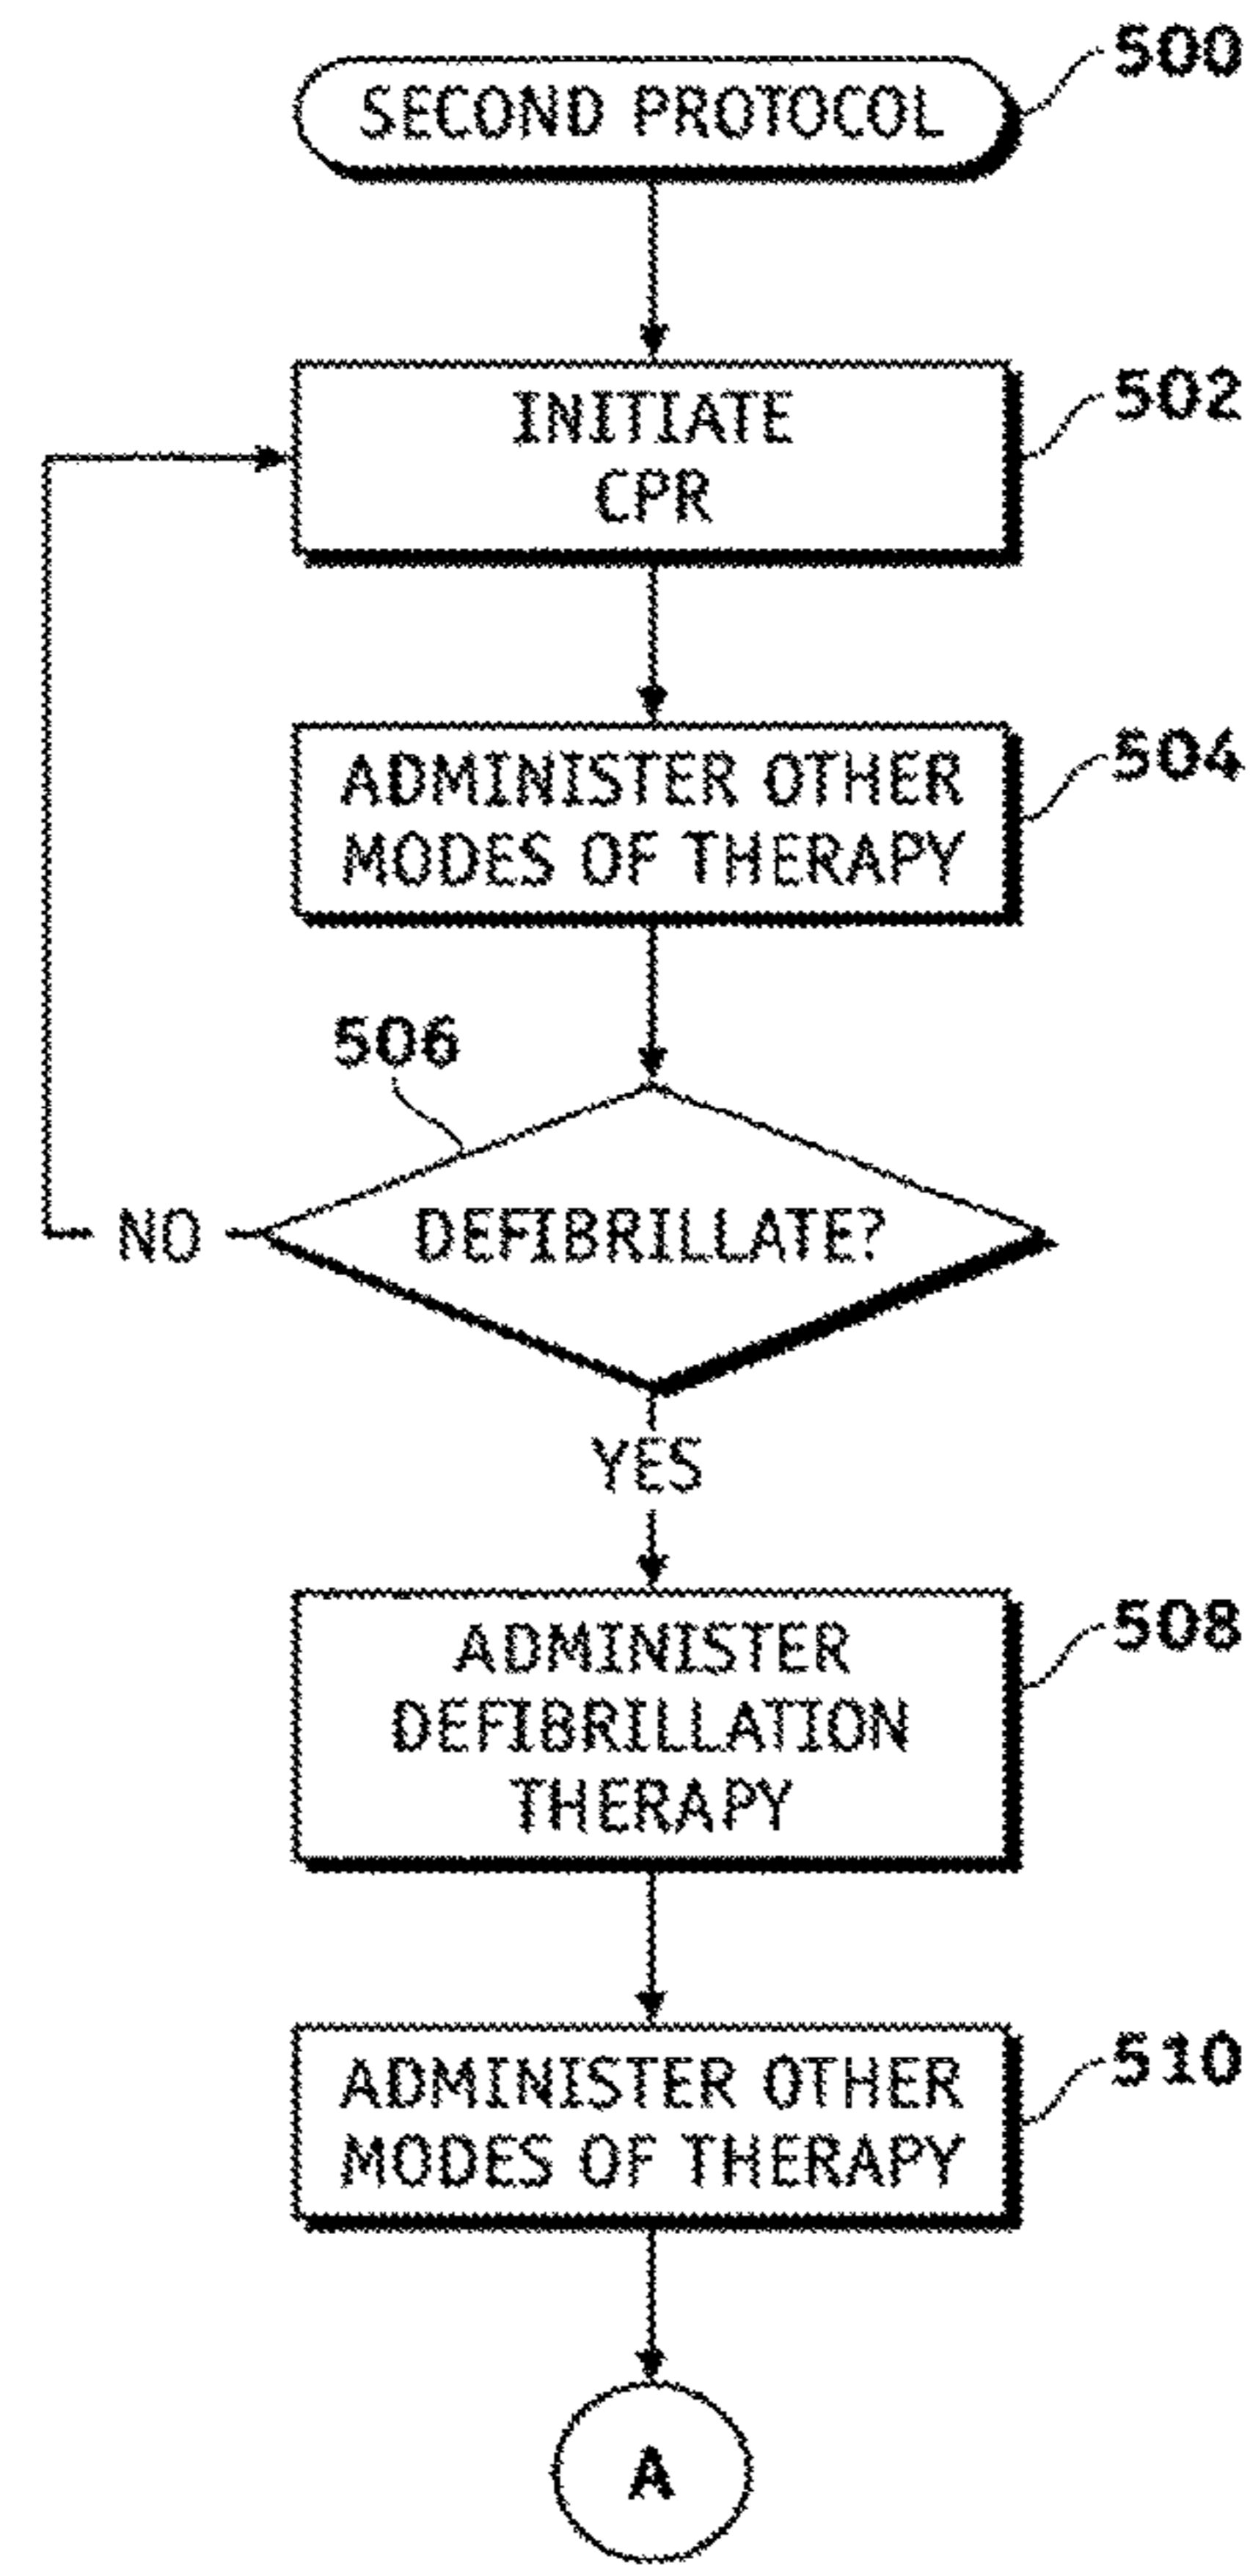 500
SECOND PROTOCOL
502
INITIATE
CPR
504
ADMINISTER OTHER
MODES OF THERAPY
506
DEFIBRILLATE?
NO
YES
508
ADMINISTER
DEFIBRILLATION
THERAPY
510
ADMINISTER OTHER
MODES OF THERAPY
A